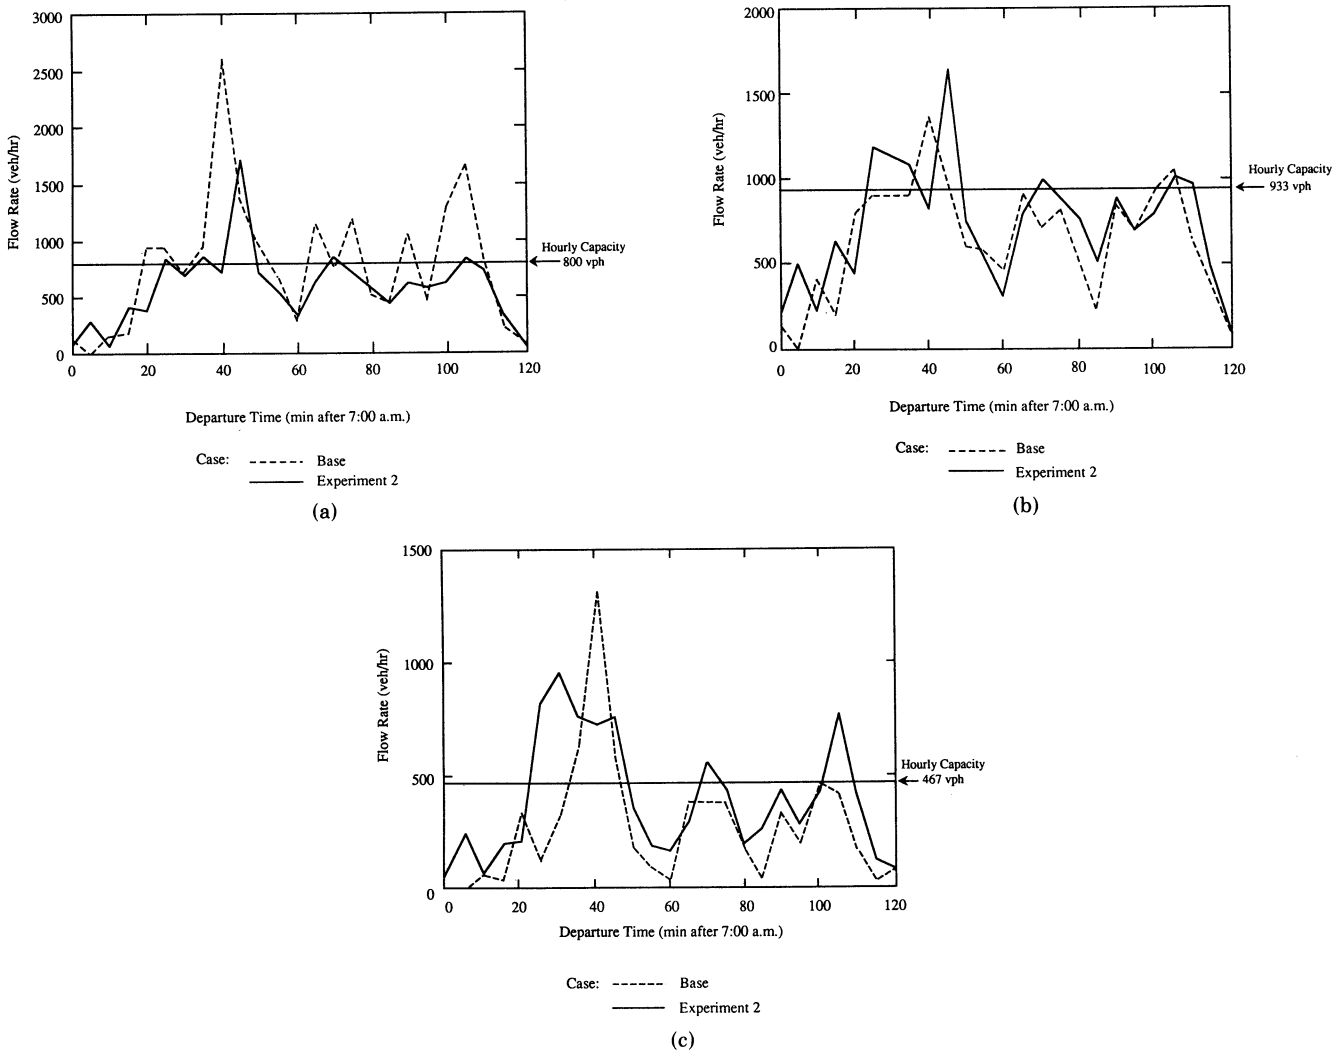 3000
2500
2000
1500
1000
500
0
Flow Rate (veh/hr)
0 20 40 60 80 100 120
Hourly Capacity
800 vph
Departure Time (min after 7:00 a.m.)
Case: Base
Experiment 2
(a)
2000
1500
1000
500
0
Flow Rate (veh/hr)
0 20 40 60 80 100 120
Hourly Capacity
933 vph
Departure Time (min after 7:00 a.m.)
Case: Base
Experiment 2
(b)
1500
1000
500
0
Flow Rate (veh/hr)
0 20 40 60 80 100 120
Hourly Capacity
467 vph
Departure Time (min after 7:00 a.m.)
Case: Base
Experiment 2
(c)